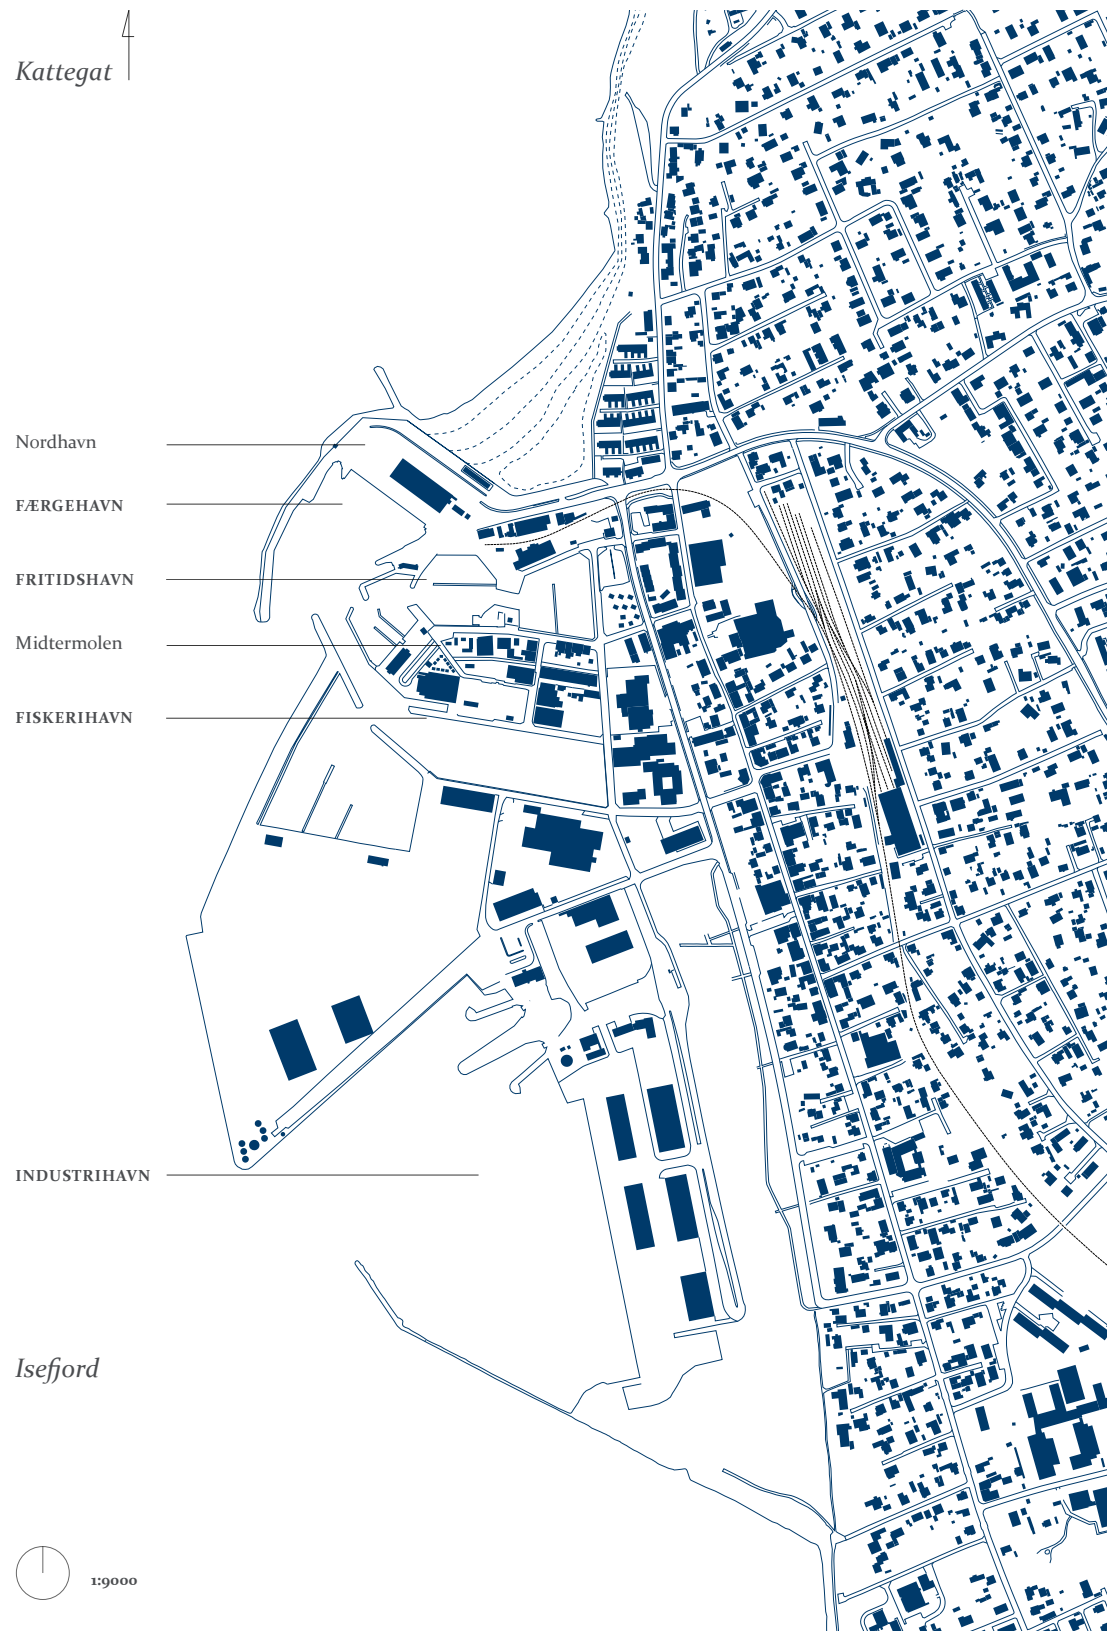 Kattegat
Nordhavn
FÆRGEHAVN
FRITIDSHAVN
Midtermolen
FISKERIHAVN
INDUSTRIHAVN
Isefjord
1:9000